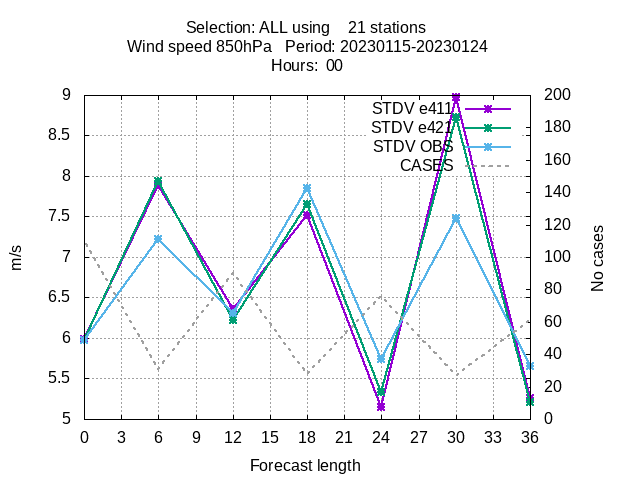 Selection: ALL using 21 stations
Wind speed 850hPa Period: 20230115-20230124
Hours: 00
9 200
STDV e411
8.5 180
STDV e421
STDV OBS
160
CASES
8 140
7.5 120
7 100
6.5 80
6 60
40
5.5 20
5 0
m/s
No cases
0 3 6 9 12 15 18 21 24 27 30 33 36
Forecast length